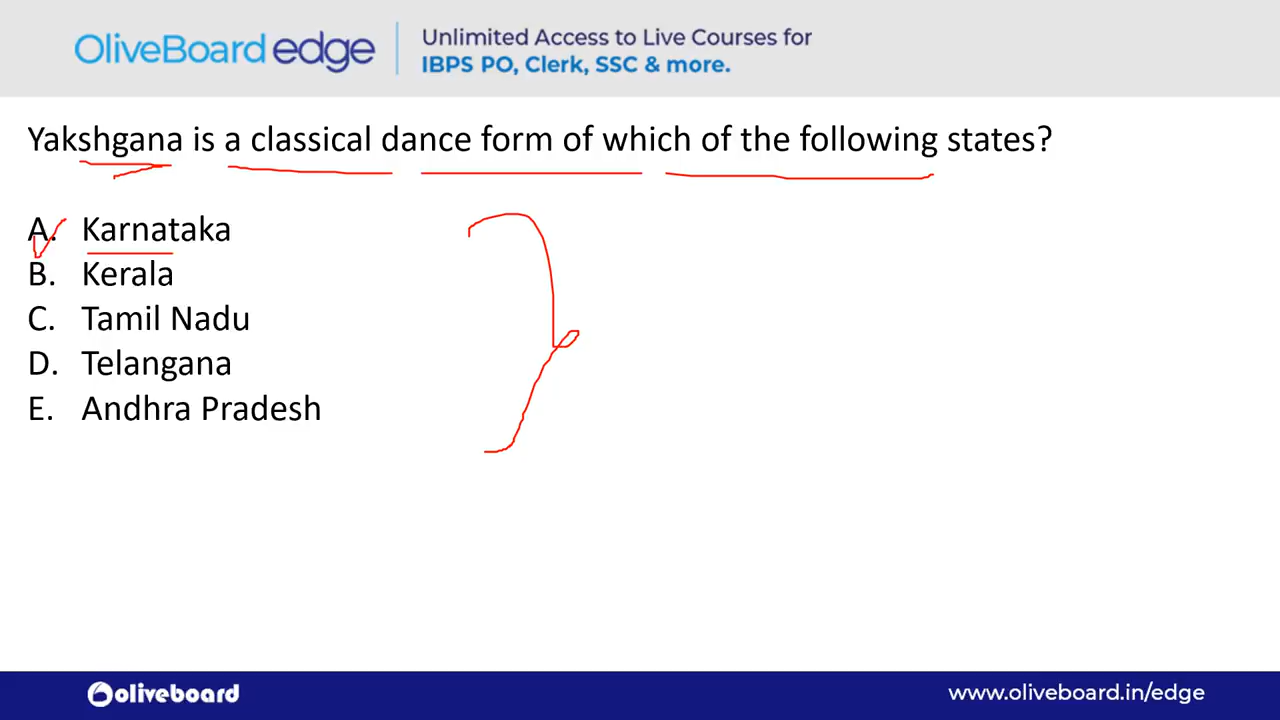 OliveBoard edge
Unlimited Access to Live Courses for
IBPS PO, Clerk, SSC & more.
Yakshgana is a classical dance form of which of the following states?
A. Karnataka
B. Kerala
C. Tamil Nadu
D. Telangana
E. Andhra Pradesh
oliveboard
www.oliveboard.in/edge